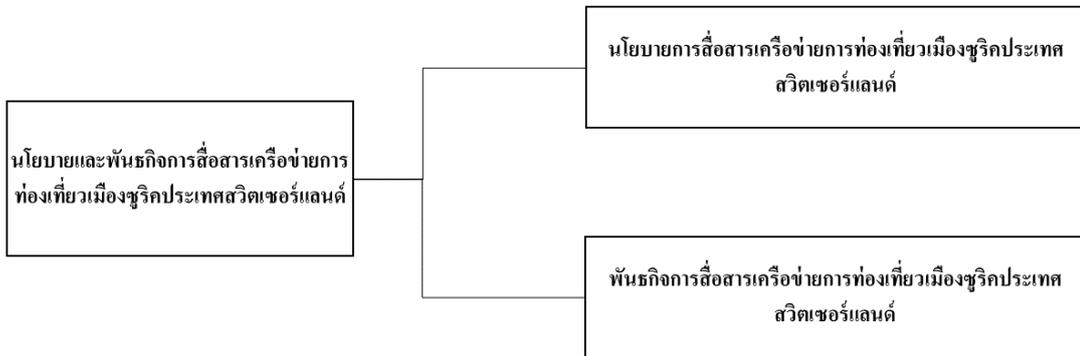 นโยบายการสื่อสารเครือข่ายการท่องเที่ยวเมืองซูริคประเทศ
สวิตเซอร์แลนด์
นโยบายและพันธกิจการสื่อสารเครือข่ายการ
ท่องเที่ยวเมืองซูริคประเทศสวิตเซอร์แลนด์
พันธกิจการสื่อสารเครือข่ายการท่องเที่ยวเมืองซูริคประเทศ
สวิตเซอร์แลนด์